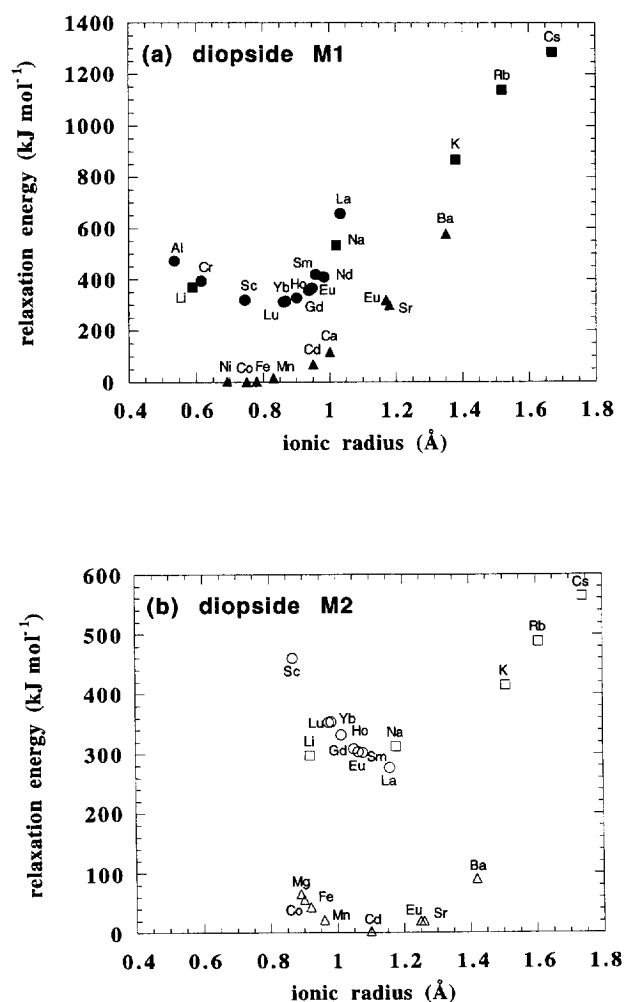 (a) diopside M1
relaxation energy (kJ mol⁻¹)
1400
1200
1000
800
600
400
200
0
Cs
Rb
K
Ba
La
Na
Al
Cr
Li
Sc
Yb
Ho
Sm
Nd
Lu
Gd
Eu
Eu
Sr
Ca
Cd
Ni Co Fe Mn
0.4 0.6 0.8 1 1.2 1.4 1.6 1.8
ionic radius (Å)
(b) diopside M2
relaxation energy (kJ mol⁻¹)
600
500
400
300
200
100
0
Cs
Rb
K
Sc
Lu
Yb
Ho
Na
Li
Gd
Eu
Sm
La
Mg
Co
Fe
Mn
Cd
Eu
Sr
Ba
0.4 0.6 0.8 1 1.2 1.4 1.6 1.8
ionic radius (Å)